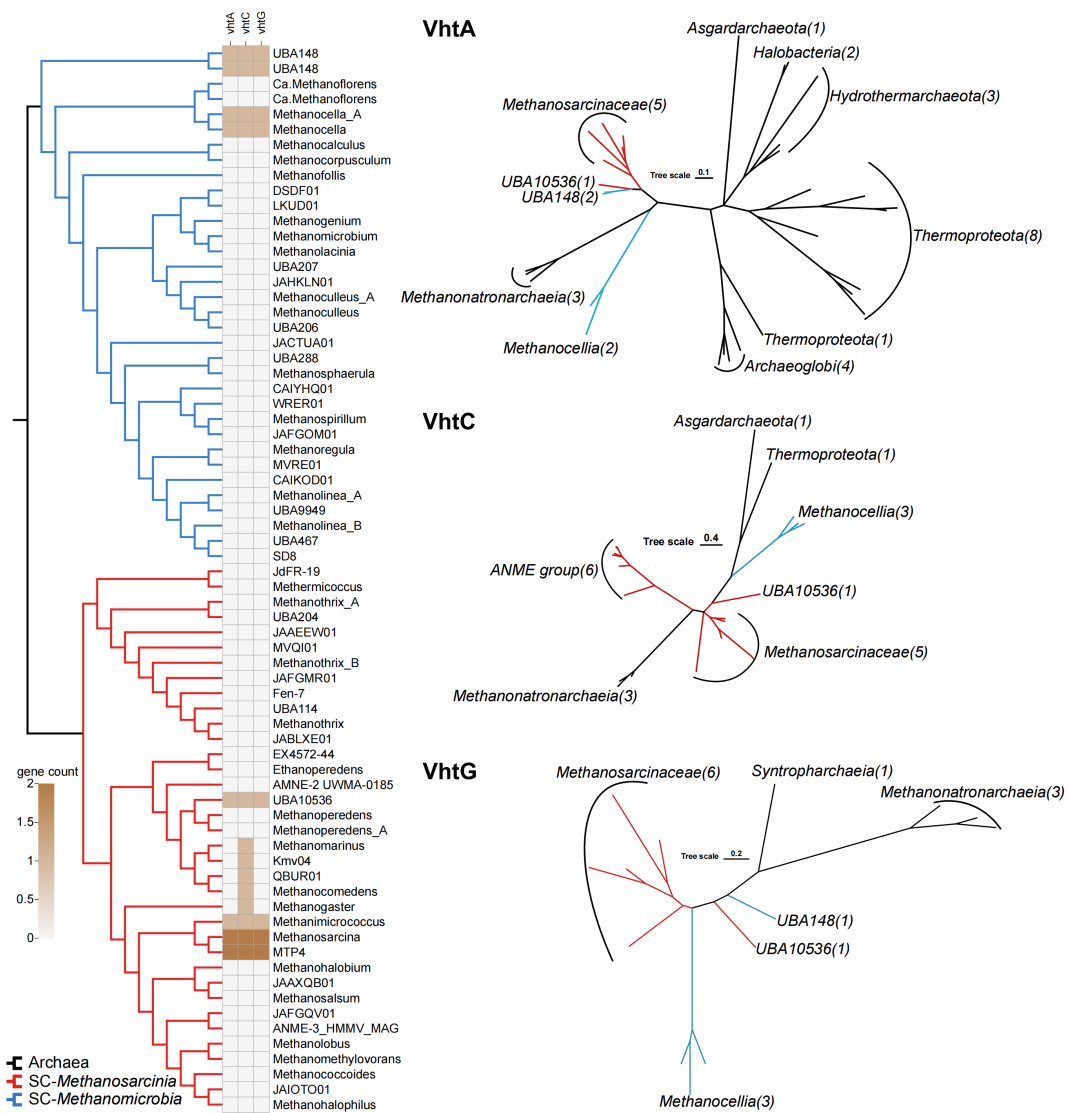 vhtA
vhtC
vhtG
UBA148
UBA148
Ca.Methanoflorens
Ca.Methanoflorens
Methanocella_A
Methanocella
Methanocalculus
Methanocorpusculum
Methanofollis
DSDF01
LKUD01
Methanogenium
Methanomicrobium
Methanolacinia
UBA207
JAHKLN01
Methanoculleus_A
Methanoculleus
UBA206
JACTUA01
UBA288
Methanosphaerula
CAIYHQ01
WRER01
Methanospirillum
JAFGOM01
Methanoregula
MVRE01
CAIKOD01
Methanolinea_A
UBA9949
Methanolinea_B
UBA467
SD8
JdFR-19
Methermicoccus
Methanothrix_A
UBA204
JAAEEW01
MVQI01
Methanothrix_B
JAFGMR01
Fen-7
UBA114
Methanothrix
JABLXE01
EX4572-44
Ethanoperedens
AMNE-2 UWMA-0185
UBA10536
Methanoperedens
Methanoperedens_A
Methanomarinus
Kmv04
QBUR01
Methanocomedens
Methanogaster
Methanimicrococcus
Methanosarcina
MTP4
Methanohalobium
JAAXQB01
Methanosalsum
JAFGQV01
ANME-3_HMMV_MAG
Methanolobus
Methanomethylovorans
Methanococcoides
JAIOTO01
Methanohalophilus
gene count
2
1.5
1
0.5
0
Archaea
SC-Methanosarcinia
SC-Methanomicrobia
VhtA
Asgardarchaeota(1)
Halobacteria(2)
Hydrothermarchaeota(3)
Methanosarcinaceae(5)
Tree scale 0.1
UBA10536(1)
UBA148(2)
Thermoproteota(8)
Methanonatronarchaeia(3)
Thermoproteota(1)
Methanocellia(2)
Archaeoglobi(4)
VhtC
Asgardarchaeota(1)
Thermoproteota(1)
Methanocellia(3)
Tree scale 0.4
ANME group(6)
UBA10536(1)
Methanosarcinaceae(5)
Methanonatronarchaeia(3)
VhtG
Methanosarcinaceae(6)
Syntropharchaeia(1)
Methanonatronarchaeia(3)
Tree scale 0.2
UBA148(1)
UBA10536(1)
Methanocellia(3)